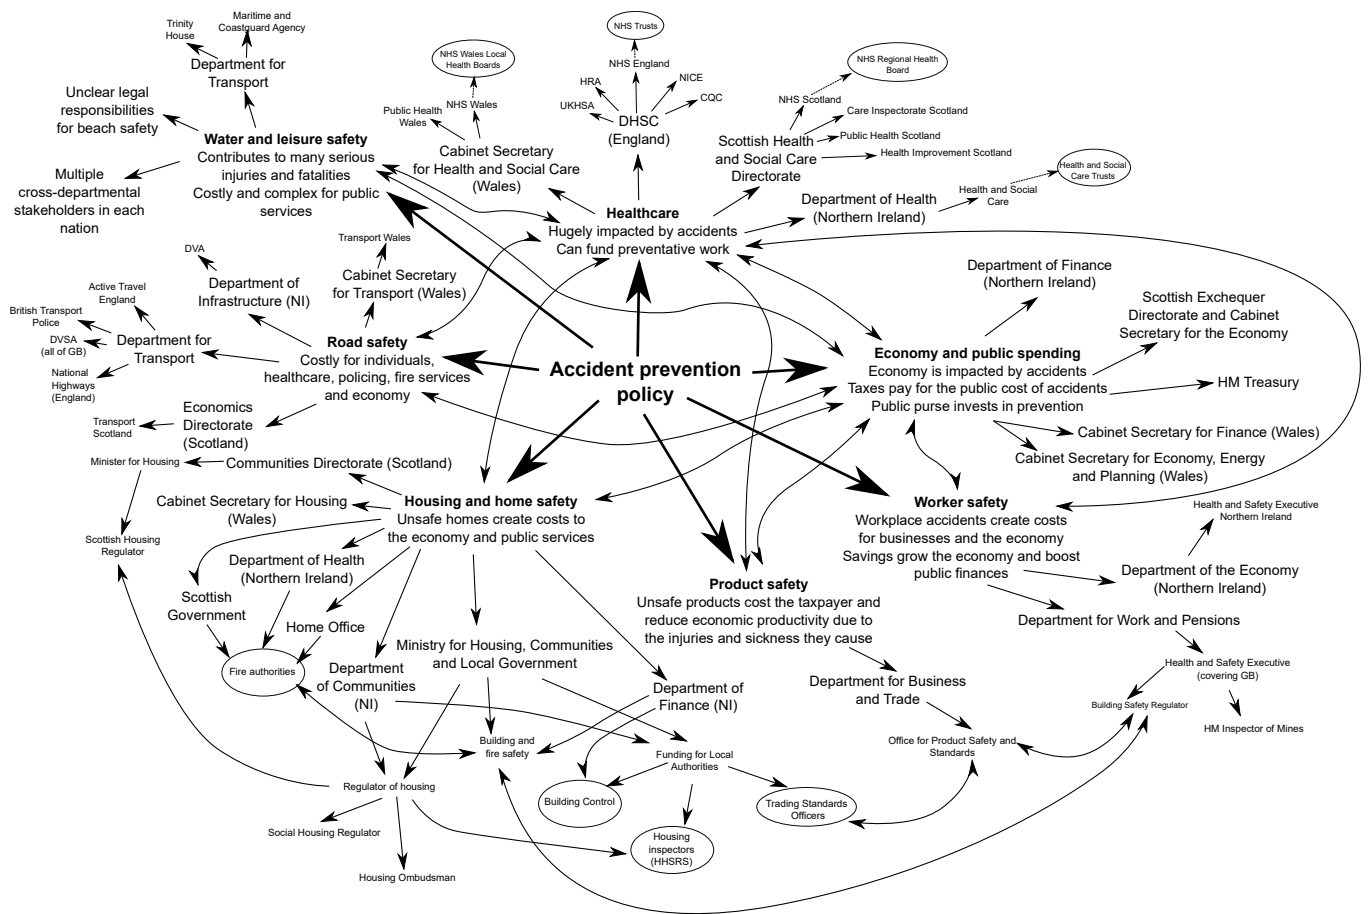 Maritime and
Coastguard Agency
Trinity
House
Department for
Transport
Unclear legal
responsibilities
for beach safety
Water and leisure safety
Contributes to many serious
injuries and fatalities
Costly and complex for public
services
Multiple
cross-departmental
stakeholders in each
nation
NHS Wales Local
Health Boards
NHS Wales
Public Health
Wales
Cabinet Secretary
for Health and Social Care
(Wales)
NHS Trusts
NHS England
HRA
NICE
UKHSA
CQC
DHSC
(England)
NHS Regional Health
Board
NHS Scotland
Care Inspectorate Scotland
Public Health Scotland
Health Improvement Scotland
Scottish Health
and Social Care
Directorate
Health and Social
Care Trusts
Health and Social
Care
Department of Health
(Northern Ireland)
Healthcare
Hugely impacted by accidents
Can fund preventative work
Transport Wales
Cabinet Secretary
for Transport (Wales)
DVA
Department of
Infrastructure (NI)
Active Travel
England
British Transport
Police
DVSA
(all of GB)
National
Highways
(England)
Department for
Transport
Road safety
Costly for individuals,
healthcare, policing, fire services
and economy
Economics
Directorate
(Scotland)
Transport
Scotland
Accident prevention
policy
Department of Finance
(Northern Ireland)
Scottish Exchequer
Directorate and Cabinet
Secretary for the Economy
Economy and public spending
Economy is impacted by accidents
Taxes pay for the public cost of accidents
Public purse invests in prevention
HM Treasury
Cabinet Secretary for Finance (Wales)
Cabinet Secretary for Economy, Energy
and Planning (Wales)
Minister for Housing
Communities Directorate (Scotland)
Cabinet Secretary for Housing
(Wales)
Housing and home safety
Unsafe homes create costs to
the economy and public services
Scottish Housing
Regulator
Department of Health
(Northern Ireland)
Scottish
Government
Home Office
Fire authorities
Department
of Communities
(NI)
Ministry for Housing, Communities
and Local Government
Department of
Finance (NI)
Building and
fire safety
Funding for Local
Authorities
Regulator of housing
Social Housing Regulator
Housing Ombudsman
Building Control
Housing
inspectors
(HHSRS)
Trading Standards
Officers
Product safety
Unsafe products cost the taxpayer and
reduce economic productivity due to
the injuries and sickness they cause
Department for Business
and Trade
Office for Product Safety and
Standards
Worker safety
Workplace accidents create costs
for businesses and the economy
Savings grow the economy and boost
public finances
Health and Safety Executive
Northern Ireland
Department of the Economy
(Northern Ireland)
Department for Work and Pensions
Health and Safety Executive
(covering GB)
Building Safety Regulator
HM Inspector of Mines